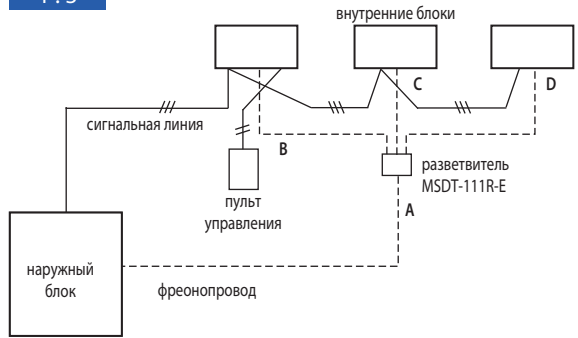 внутренние блоки
C
D
сигнальная линия
B
разветвитель
MSDT-111R-E
пульт
управления
A
наружный
блок
фреонопровод